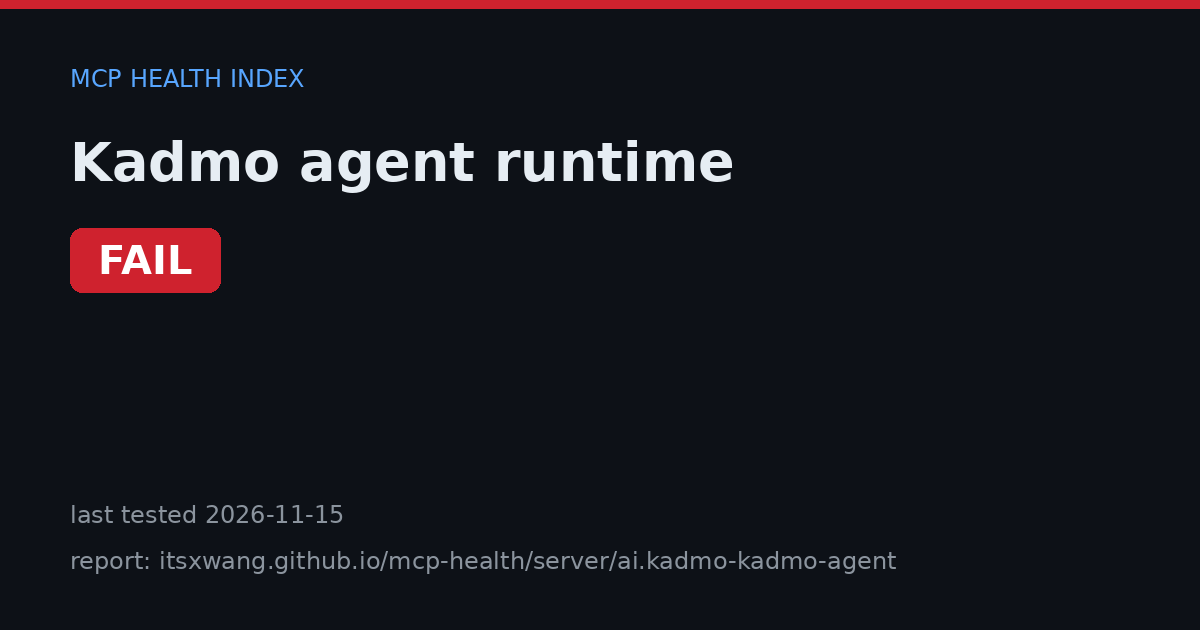 MCP HEALTH INDEX
Kadmo agent runtime
FAIL
last tested 2026-11-15
report: itsxwang.github.io/mcp-health/server/ai.kadmo-kadmo-agent